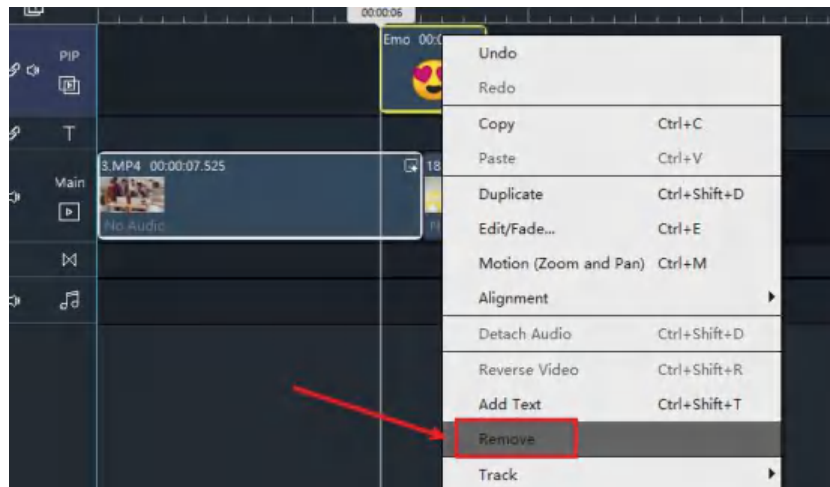 00:00:06
PIP
Emo 00:0
T
Main
3.MP4 00:00:07.525
18
No Audio
Undo
Redo
Copy Ctrl+C
Paste Ctrl+V
Duplicate Ctrl+Shift+D
Edit/Fade... Ctrl+E
Motion (Zoom and Pan) Ctrl+M
Alignment
Detach Audio Ctrl+Shift+D
Reverse Video Ctrl+Shift+R
Add Text Ctrl+Shift+T
Remove
Track